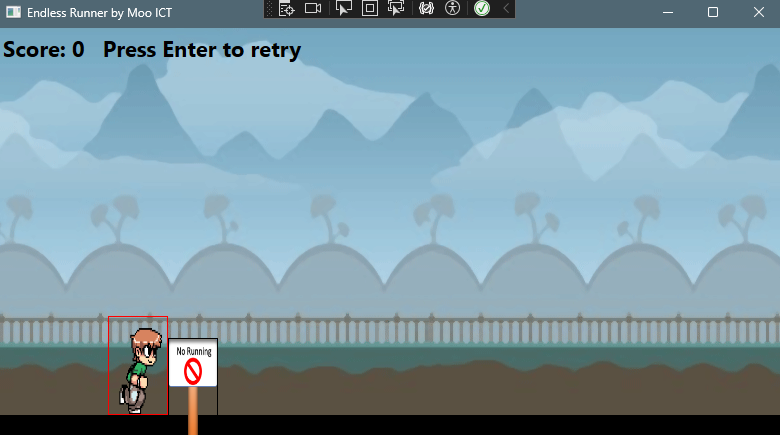 Endless Runner by Moo ICT
Score: 0 Press Enter to retry
No Running